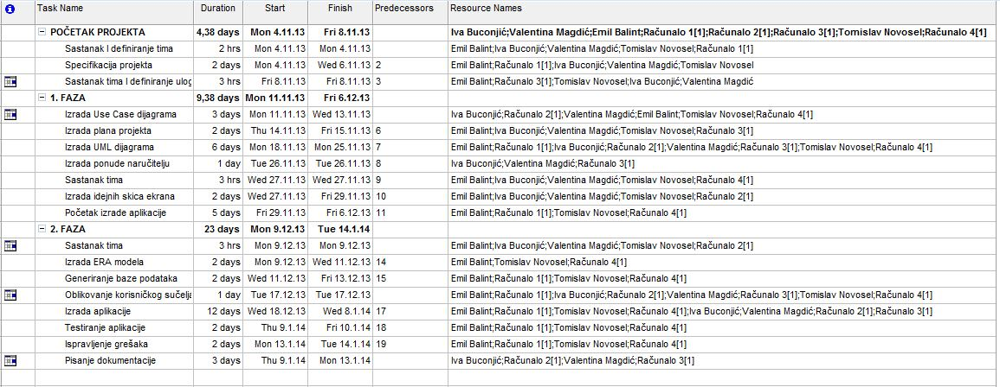 Task Name Duration Start Finish Predecessors Resource Names
POČETAK PROJEKTA 4,38 days Mon 4.11.13 Fri 8.11.13 Iva Buconjić;Valentina Magdić;Emil Balint;Računalo 1[1];Računalo 2[1];Računalo 3[1];Tomislav Novosel;Računalo 4[1]
Sastanak I definiranje tima 2 hrs Mon 4.11.13 Mon 4.11.13 Emil Balint;Iva Buconjić;Valentina Magdić;Tomislav Novosel;Računalo 1[1]
Specifikacija projekta 2 days Mon 4.11.13 Wed 6.11.13 2 Emil Balint;Računalo 1[1];Iva Buconjić;Valentina Magdić;Tomislav Novosel
Sastanak tima I definiranje ulog 3 hrs Fri 8.11.13 Fri 8.11.13 3 Emil Balint;Računalo 3[1];Tomislav Novosel;Iva Buconjić;Valentina Magdić
1. FAZA 9,38 days Mon 11.11.13 Fri 6.12.13
Izrada Use Case dijagrama 3 days Mon 11.11.13 Wed 13.11.13 Iva Buconjić;Računalo 2[1];Valentina Magdić;Emil Balint;Tomislav Novosel;Računalo 4[1]
Izrada plana projekta 2 days Thu 14.11.13 Fri 15.11.13 6 Emil Balint;Iva Buconjić;Valentina Magdić;Tomislav Novosel;Računalo 3[1]
Izrada UML dijagrama 6 days Mon 18.11.13 Mon 25.11.13 7 Emil Balint;Računalo 1[1];Iva Buconjić;Računalo 2[1];Valentina Magdić;Računalo 3[1];Tomislav Novosel;Računalo 4[1]
Izrada ponude naručitelju 1 day Tue 26.11.13 Tue 26.11.13 8 Iva Buconjić;Valentina Magdić;Računalo 3[1]
Sastanak tima 3 hrs Wed 27.11.13 Wed 27.11.13 9 Emil Balint;Iva Buconjić;Valentina Magdić;Tomislav Novosel;Računalo 4[1]
Izrada idejnih skica ekrana 2 days Wed 27.11.13 Fri 29.11.13 10 Emil Balint;Iva Buconjić;Valentina Magdić;Tomislav Novosel;Računalo 2[1]
Početak izrade aplikacije 5 days Fri 29.11.13 Fri 6.12.13 11 Emil Balint;Računalo 1[1];Tomislav Novosel;Računalo 4[1]
2. FAZA 23 days Mon 9.12.13 Tue 14.1.14
Sastanak tima 3 hrs Mon 9.12.13 Mon 9.12.13 Emil Balint;Iva Buconjić;Valentina Magdić;Tomislav Novosel;Računalo 2[1]
Izrada ERA modela 2 days Mon 9.12.13 Wed 11.12.13 14 Emil Balint;Tomislav Novosel;Računalo 4[1]
Generiranje baze podataka 2 days Wed 11.12.13 Fri 13.12.13 15 Emil Balint;Računalo 1[1];Tomislav Novosel;Računalo 4[1]
Oblikovanje korisničkog sučelja 1 day Tue 17.12.13 Tue 17.12.13 Emil Balint;Računalo 1[1];Iva Buconjić;Računalo 2[1];Valentina Magdić;Računalo 3[1];Tomislav Novosel;Računalo 4[1]
Izrada aplikacije 12 days Wed 18.12.13 Wed 8.1.14 17 Emil Balint;Računalo 1[1];Tomislav Novosel;Računalo 4[1];Iva Buconjić;Valentina Magdić;Računalo 2[1];Računalo 3[1]
Testiranje aplikacije 2 days Thu 9.1.14 Fri 10.1.14 18 Emil Balint;Računalo 1[1];Tomislav Novosel;Računalo 4[1]
Ispravljenje grešaka 2 days Mon 13.1.14 Tue 14.1.14 19 Emil Balint;Računalo 1[1];Tomislav Novosel;Računalo 4[1]
Pisanje dokumentacije 3 days Thu 9.1.14 Mon 13.1.14 Iva Buconjić;Računalo 2[1];Valentina Magdić;Računalo 3[1]